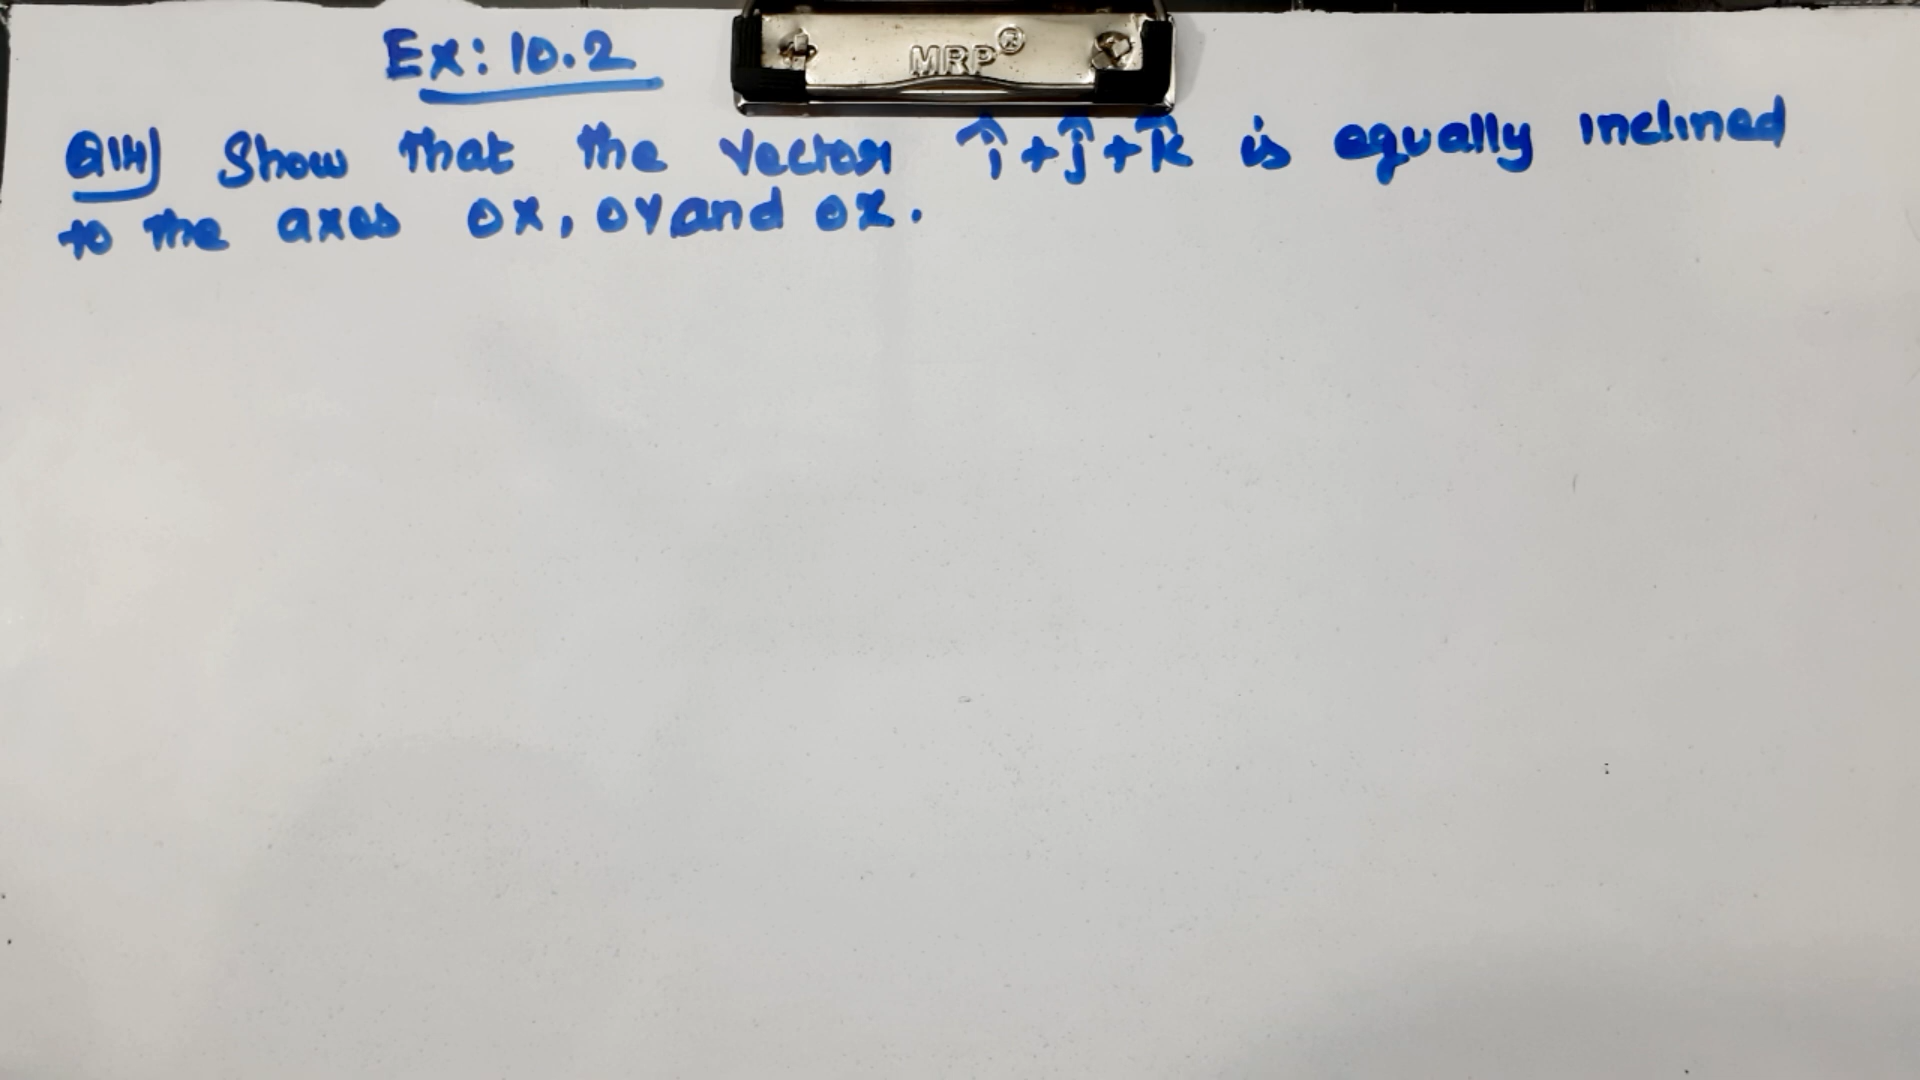 Ex: 10.2
MRP®
Q14) Show that the vector î+ĵ+k̂ is equally inclined
to the axes OX, OY and OZ.